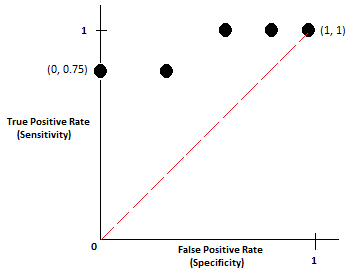 1
(1, 1)
(0, 0.75)
True Positive Rate
(Sensitivity)
0
False Positive Rate
(Specificity)
1